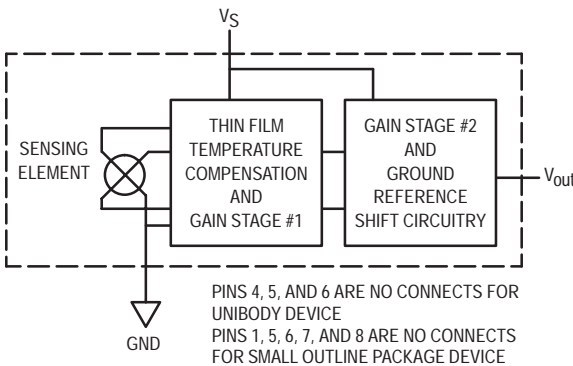 VS
SENSING
ELEMENT
THIN FILM
TEMPERATURE
COMPENSATION
AND
GAIN STAGE #1
GAIN STAGE #2
AND
GROUND
REFERENCE
SHIFT CIRCUITRY
Vout
GND
PINS 4, 5, AND 6 ARE NO CONNECTS FOR
UNIBODY DEVICE
PINS 1, 5, 6, 7, AND 8 ARE NO CONNECTS
FOR SMALL OUTLINE PACKAGE DEVICE